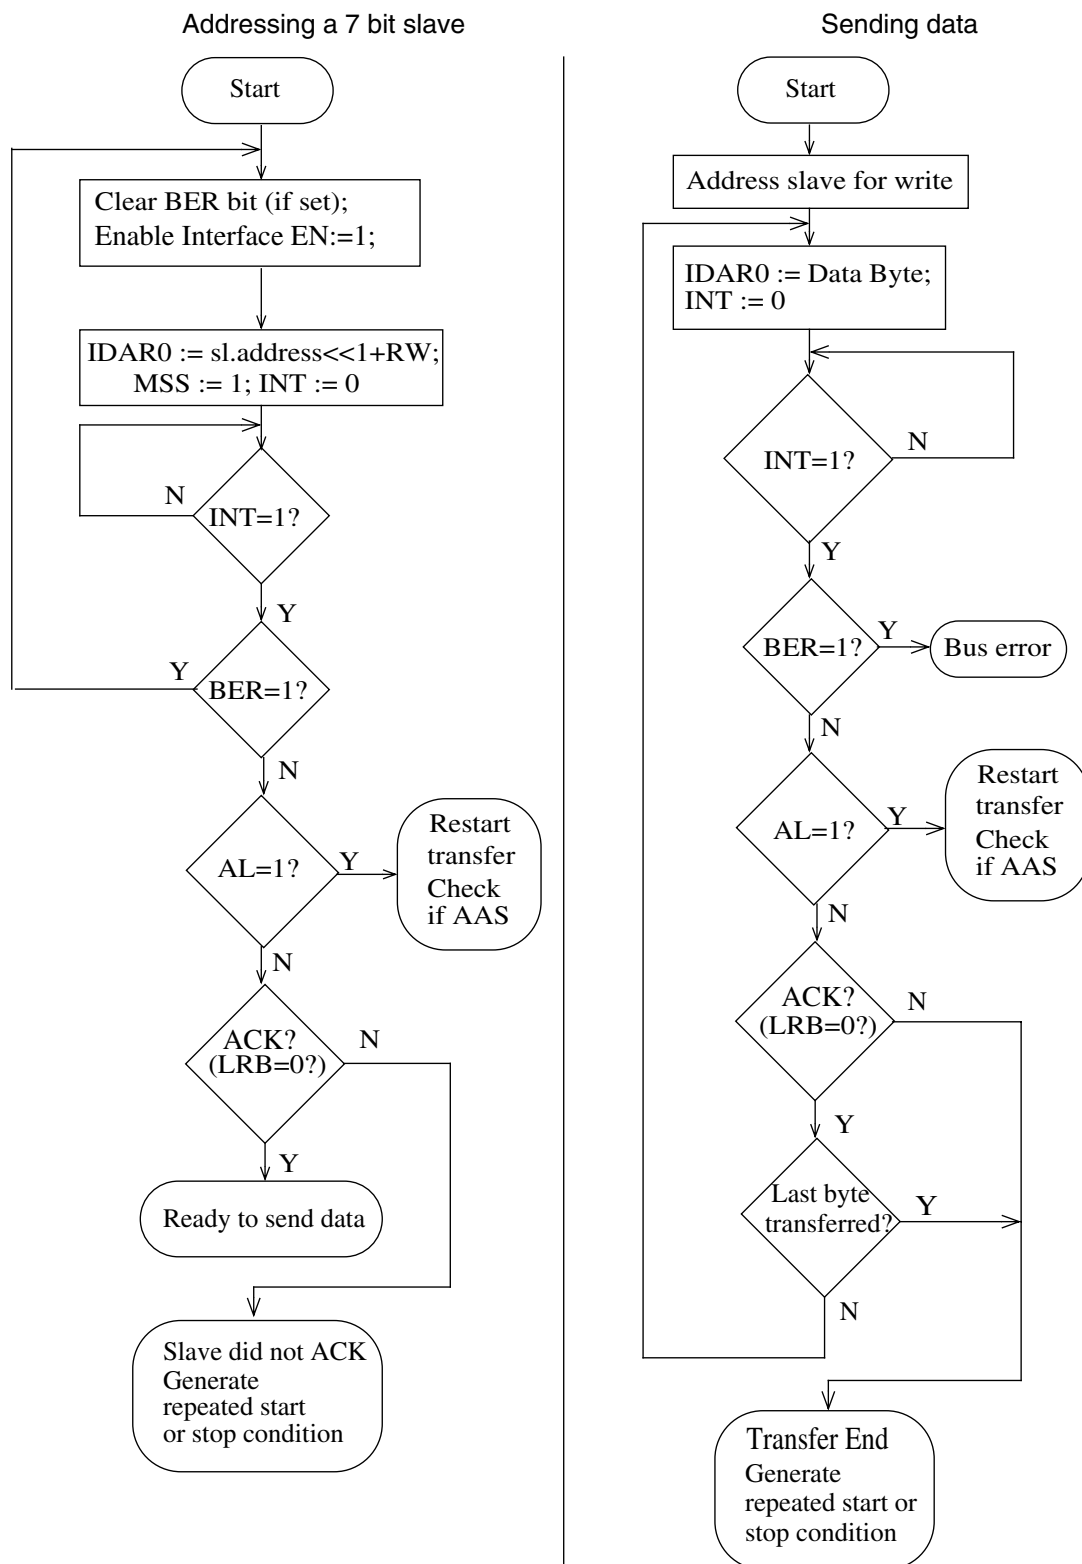 Addressing a 7 bit slave
Start
Clear BER bit (if set);
Enable Interface EN:=1;
IDAR0 := sl.address<<1+RW;
MSS := 1; INT := 0
N
INT=1?
Y
Y
BER=1?
N
AL=1?
Y
Restart
transfer
Check
if AAS
N
ACK?
(LRB=0?)
N
Y
Ready to send data
Slave did not ACK
Generate
repeated start
or stop condition
Sending data
Start
Address slave for write
IDAR0 := Data Byte;
INT := 0
INT=1?
N
Y
BER=1?
Y
Bus error
N
AL=1?
Y
Restart
transfer
Check
if AAS
N
ACK?
(LRB=0?)
N
Y
Last byte
transferred?
Y
N
Transfer End
Generate
repeated start or
stop condition